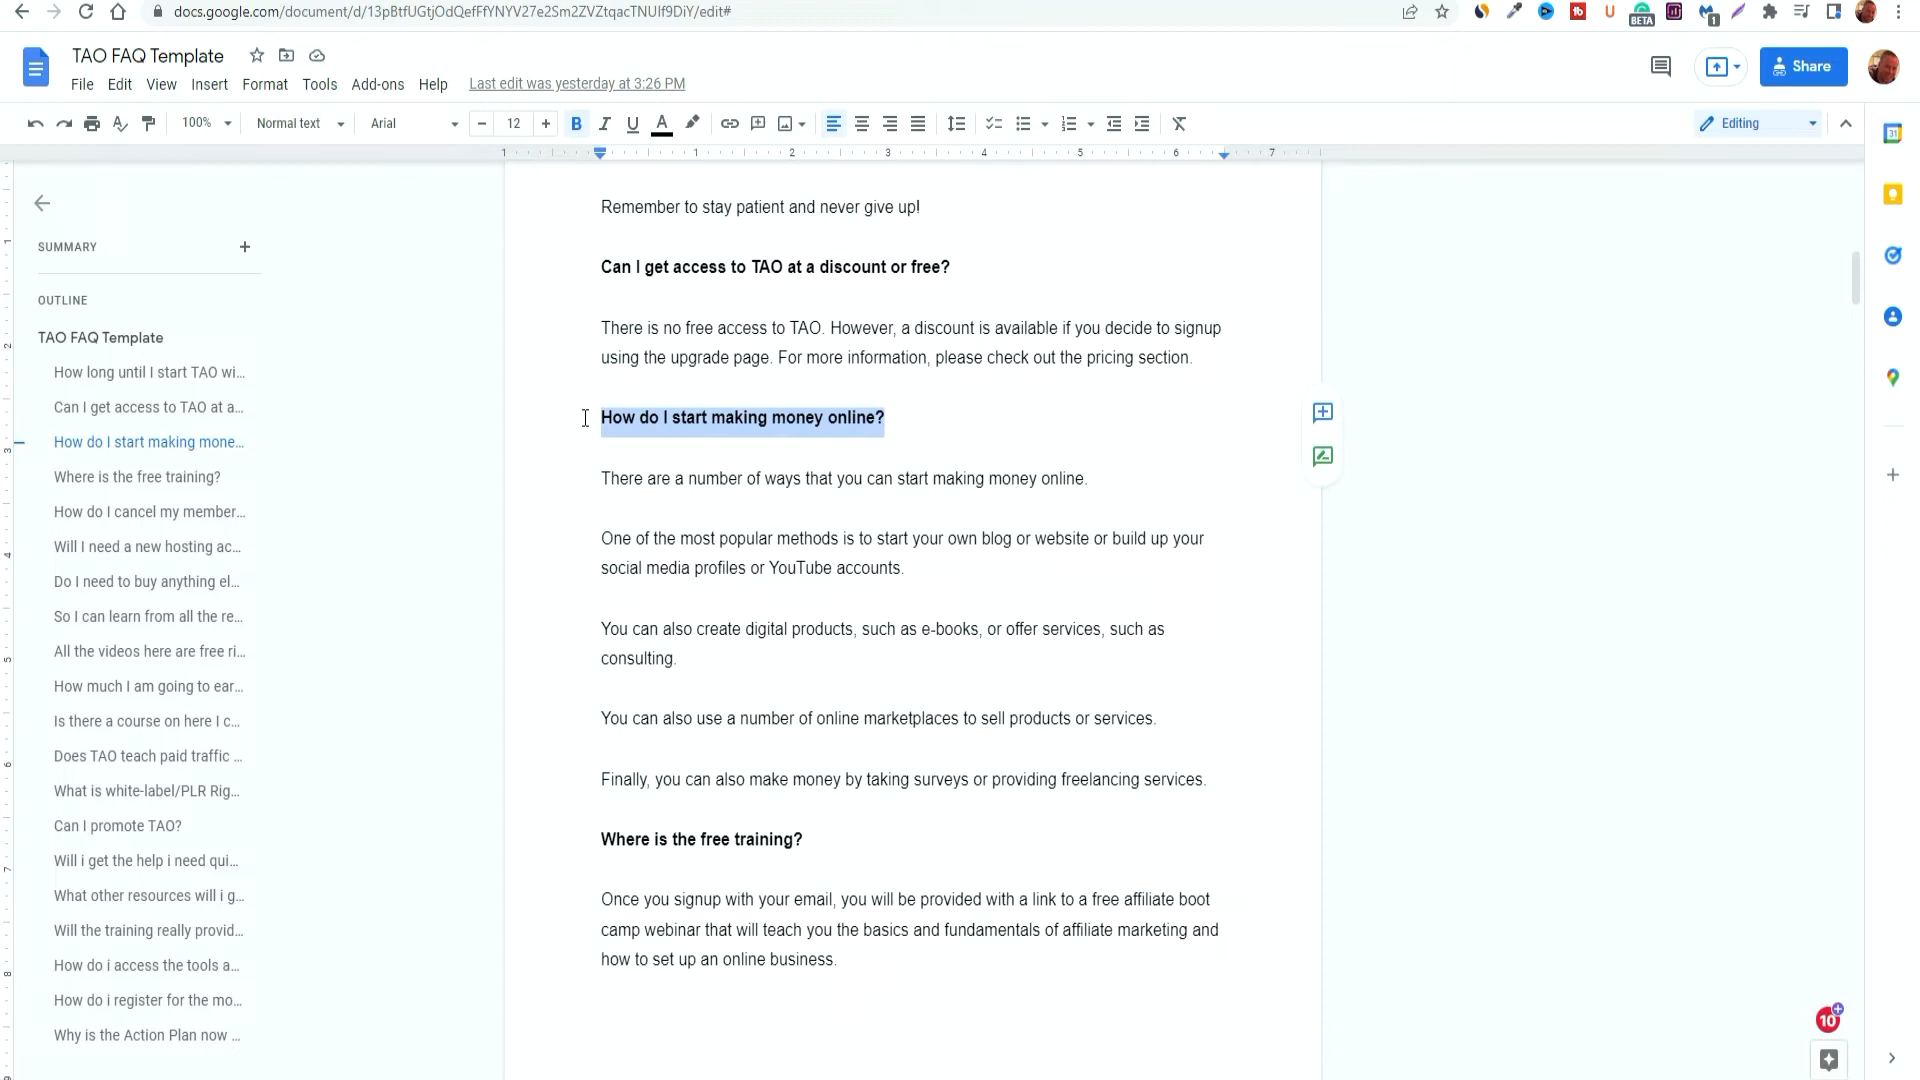 docs.google.com/document/d/13pBtfUGtjOdQefFfYNYV27e2Sm2ZVZtqacTNUIf9DiY/edit#
BETA
1
TAO FAQ Template
File Edit View Insert Format Tools Add-ons Help Last edit was yesterday at 3:26 PM
Share
100% Normal text Arial − 12 + B I U A Editing
31
1 1 2 3 4 5 6 7
SUMMARY +
OUTLINE
TAO FAQ Template
How long until I start TAO wi...
Can I get access to TAO at a...
How do I start making mone...
Where is the free training?
How do I cancel my member...
Will I need a new hosting ac...
Do I need to buy anything el...
So I can learn from all the re...
All the videos here are free ri...
How much I am going to ear...
Is there a course on here I c...
Does TAO teach paid traffic ...
What is white-label/PLR Rig...
Can I promote TAO?
Will i get the help i need qui...
What other resources will i g...
Will the training really provid...
How do i access the tools a...
How do i register for the mo...
Why is the Action Plan now ...
Remember to stay patient and never give up!
Can I get access to TAO at a discount or free?
There is no free access to TAO. However, a discount is available if you decide to signup
using the upgrade page. For more information, please check out the pricing section.
How do I start making money online?
There are a number of ways that you can start making money online.
One of the most popular methods is to start your own blog or website or build up your
social media profiles or YouTube accounts.
You can also create digital products, such as e-books, or offer services, such as
consulting.
You can also use a number of online marketplaces to sell products or services.
Finally, you can also make money by taking surveys or providing freelancing services.
Where is the free training?
Once you signup with your email, you will be provided with a link to a free affiliate boot
camp webinar that will teach you the basics and fundamentals of affiliate marketing and
how to set up an online business.
10